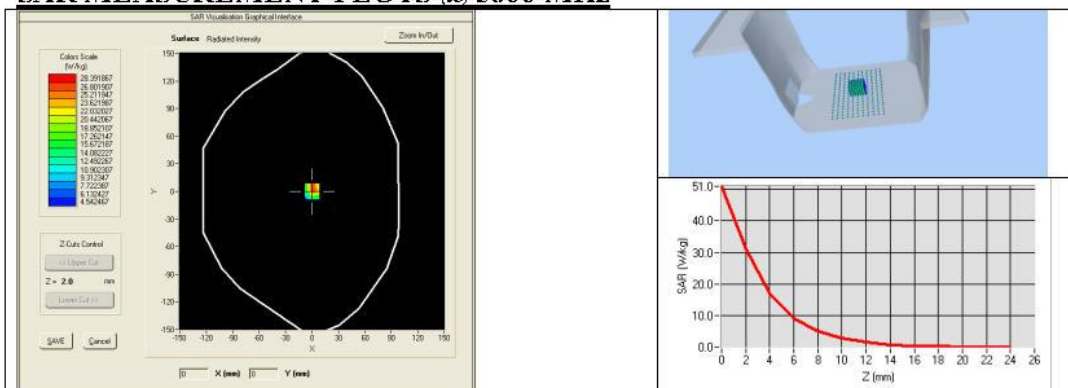 SAR MEASUREMENT PLOTS @
MHz
SAR Visualisation Graphical Interface
Surface Radiated Intensity
Zoom In/Out
Colors Scale
(W/kg)
28.391867
26.801907
25.211947
23.621987
22.032027
20.442067
18.852107
17.262147
15.672187
14.082227
12.492267
10.902307
9.312347
7.722387
6.132427
4.542467
150
120
90
60
30
0
-30
-60
-90
-120
-150
Y
-150 -120 -90 -60 -30 0 30 60 90 120 150
X
Z-Cuts Control
<< Upper Cut
Z = 2.0 mm
Lower Cut >>
SAVE Cancel
0 X (mm) 0 Y (mm)
51.0
40.0
30.0
20.0
10.0
0.0
SAR (W/kg)
0 2 4 6 8 10 12 14 16 18 20 22 24 26
Z (mm)